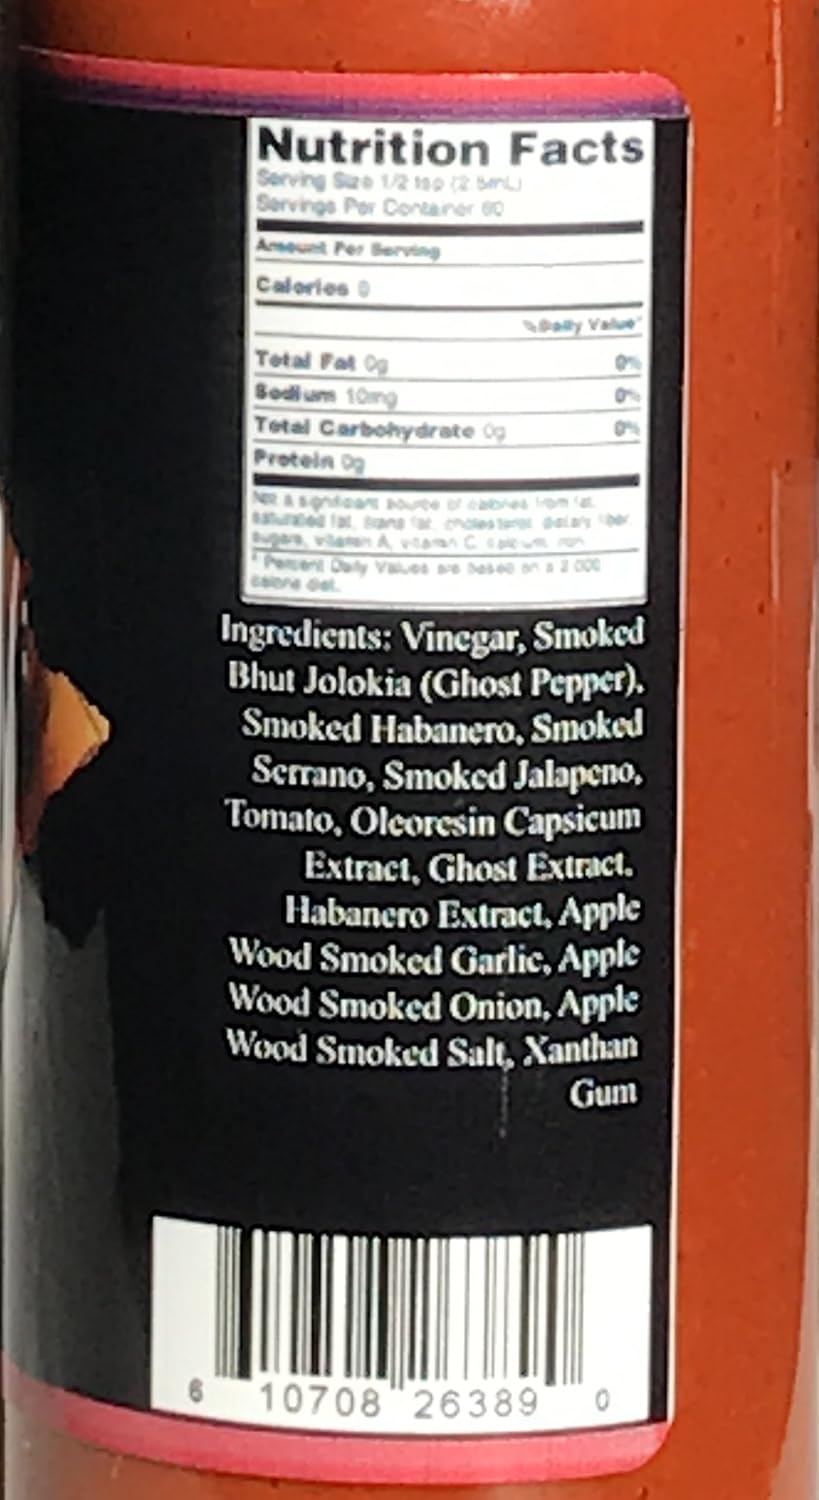 Nutrition Facts
Serving Size 1/2 tsp (2.5mL)
Servings Per Container 60
Amount Per Serving
Calories 0
% Daily Value*
Total Fat 0g 0%
Sodium 10mg 0%
Total Carbohydrate 0g 0%
Protein 0g
Not a significant source of calories from fat,
saturated fat, trans fat, cholesterol, dietary fiber,
sugars, vitamin A, vitamin C, calcium, iron
* Percent Daily Values are based on a 2,000
calorie diet.
Ingredients: Vinegar, Smoked
Bhut Jolokia (Ghost Pepper),
Smoked Habanero, Smoked
Serrano, Smoked Jalapeno,
Tomato, Oleoresin Capsicum
Extract, Ghost Extract,
Habanero Extract, Apple
Wood Smoked Garlic, Apple
Wood Smoked Onion, Apple
Wood Smoked Salt, Xanthan
Gum
6 10708 26389 0